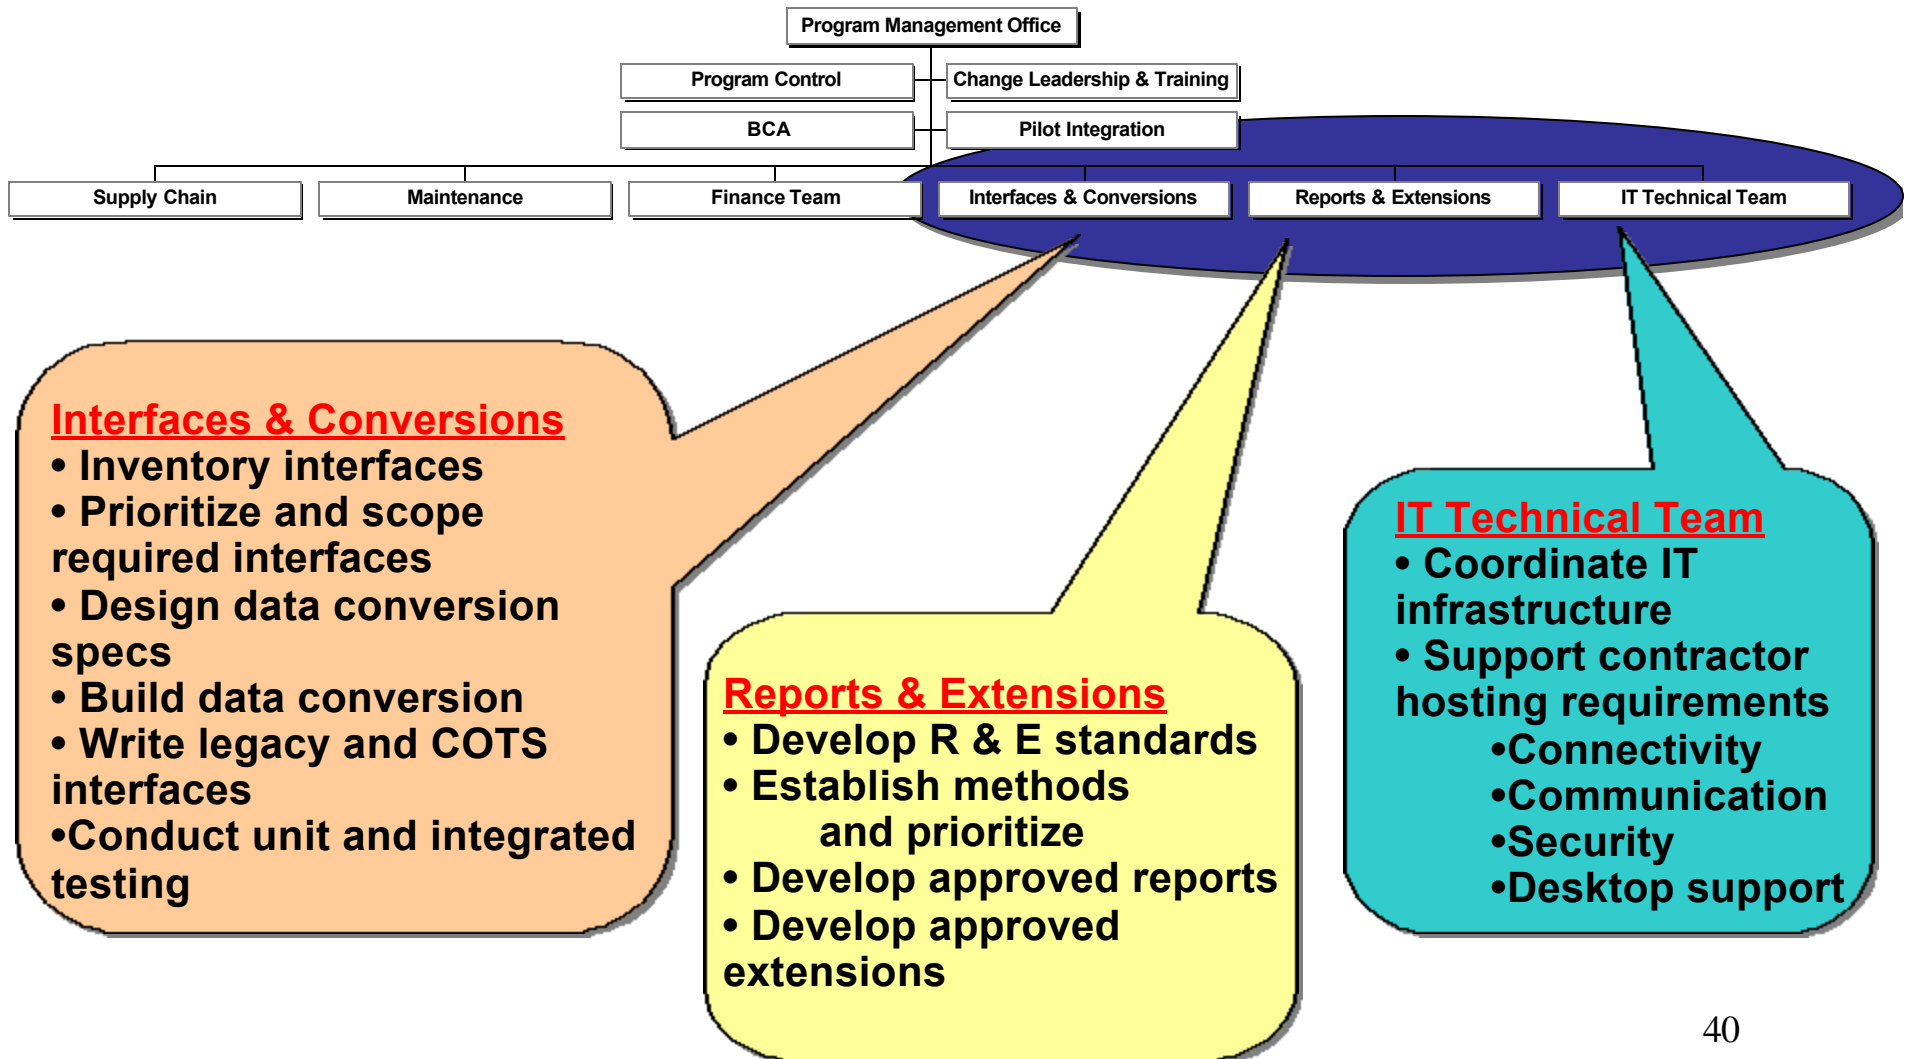 Program Management Office
Program Control
Change Leadership & Training
BCA
Pilot Integration
Supply Chain
Maintenance
Finance Team
Interfaces & Conversions
Reports & Extensions
IT Technical Team
Interfaces & Conversions
• Inventory interfaces
• Prioritize and scope
required interfaces
• Design data conversion
specs
• Build data conversion
• Write legacy and COTS
interfaces
•Conduct unit and integrated
testing
Reports & Extensions
• Develop R & E standards
• Establish methods
and prioritize
• Develop approved reports
• Develop approved
extensions
IT Technical Team
• Coordinate IT
infrastructure
• Support contractor
hosting requirements
•Connectivity
•Communication
•Security
•Desktop support
40